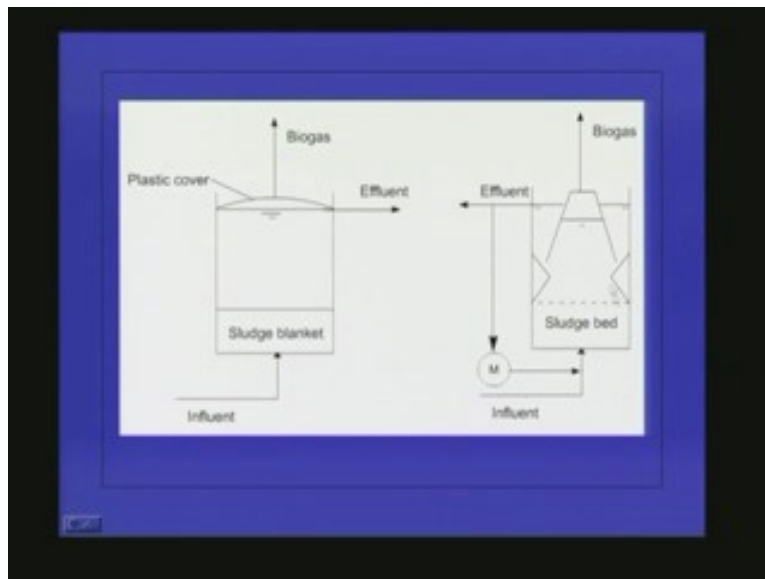 Biogas
Plastic cover
Effluent
Sludge blanket
Influent
Biogas
Effluent
Sludge bed
M
Influent